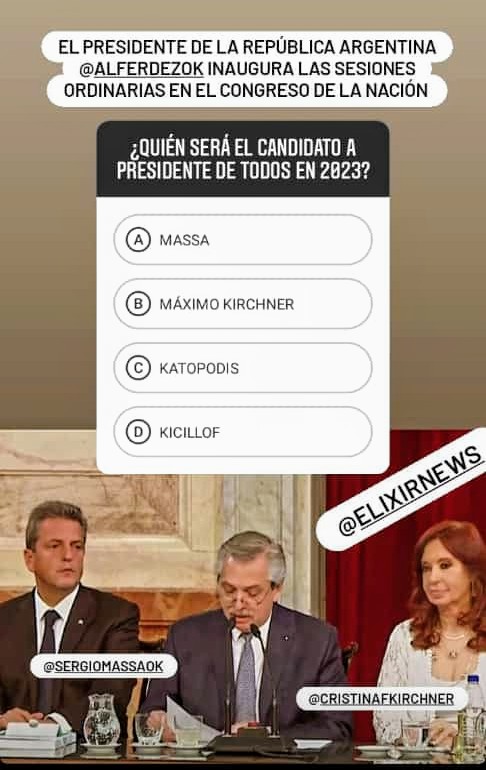 EL PRESIDENTE DE LA REPÚBLICA ARGENTINA
@ALFERDEZOK INAUGURA LAS SESIONES
ORDINARIAS EN EL CONGRESO DE LA NACIÓN
¿QUIÉN SERÁ EL CANDIDATO A
PRESIDENTE DE TODOS EN 2023?
A MASSA
B MÁXIMO KIRCHNER
C KATOPODIS
D KICILLOF
@ELIXIRNEWS
@SERGIOMASSAOK
@CRISTINAFKIRCHNER